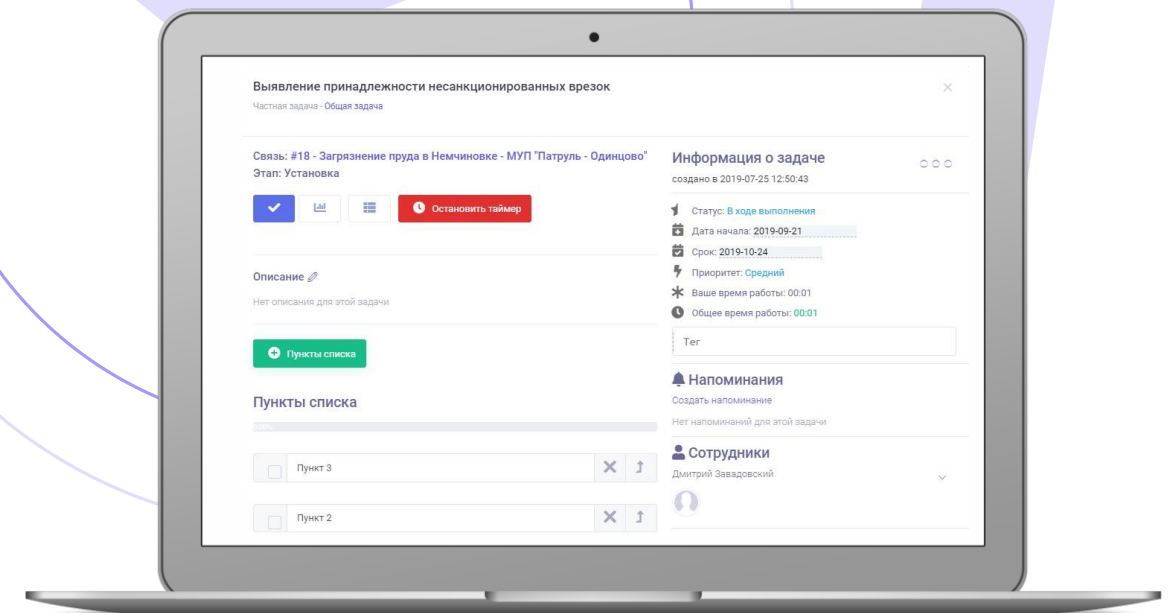 Выявление принадлежности несанкционированных врезок
Частная задача - Общая задача
Связь: #18 - Загрязнение пруда в Немчиновке - МУП "Патруль - Одинцово"
Этап: Установка
Остановить таймер
Описание
Нет описания для этой задачи
Пункты списка
Пункты списка
Пункт 3
Пункт 2
Информация о задаче
создано в 2019-07-25 12:50:43
Статус: В ходе выполнения
Дата начала: 2019-09-21
Срок: 2019-10-24
Приоритет: Средний
Ваше время работы: 00:01
Общее время работы: 00:01
Тег
Напоминания
Создать напоминание
Нет напоминаний для этой задачи
Сотрудники
Дмитрий Завадовский